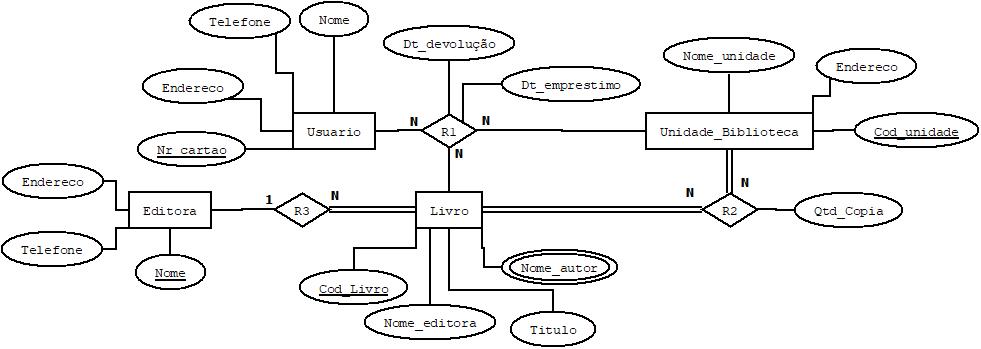 Telefone
Nome
Dt_devolução
Nome_unidade
Endereco
Endereco
Dt_emprestimo
Usuario
N
R1
N
Unidade_Biblioteca
Cod_unidade
Nr_cartao
N
Endereco
N
N
Editora
1
R3
N
Livro
R2
Qtd_Copia
Telefone
Nome
Nome_autor
Cod_Livro
Nome_editora
Titulo